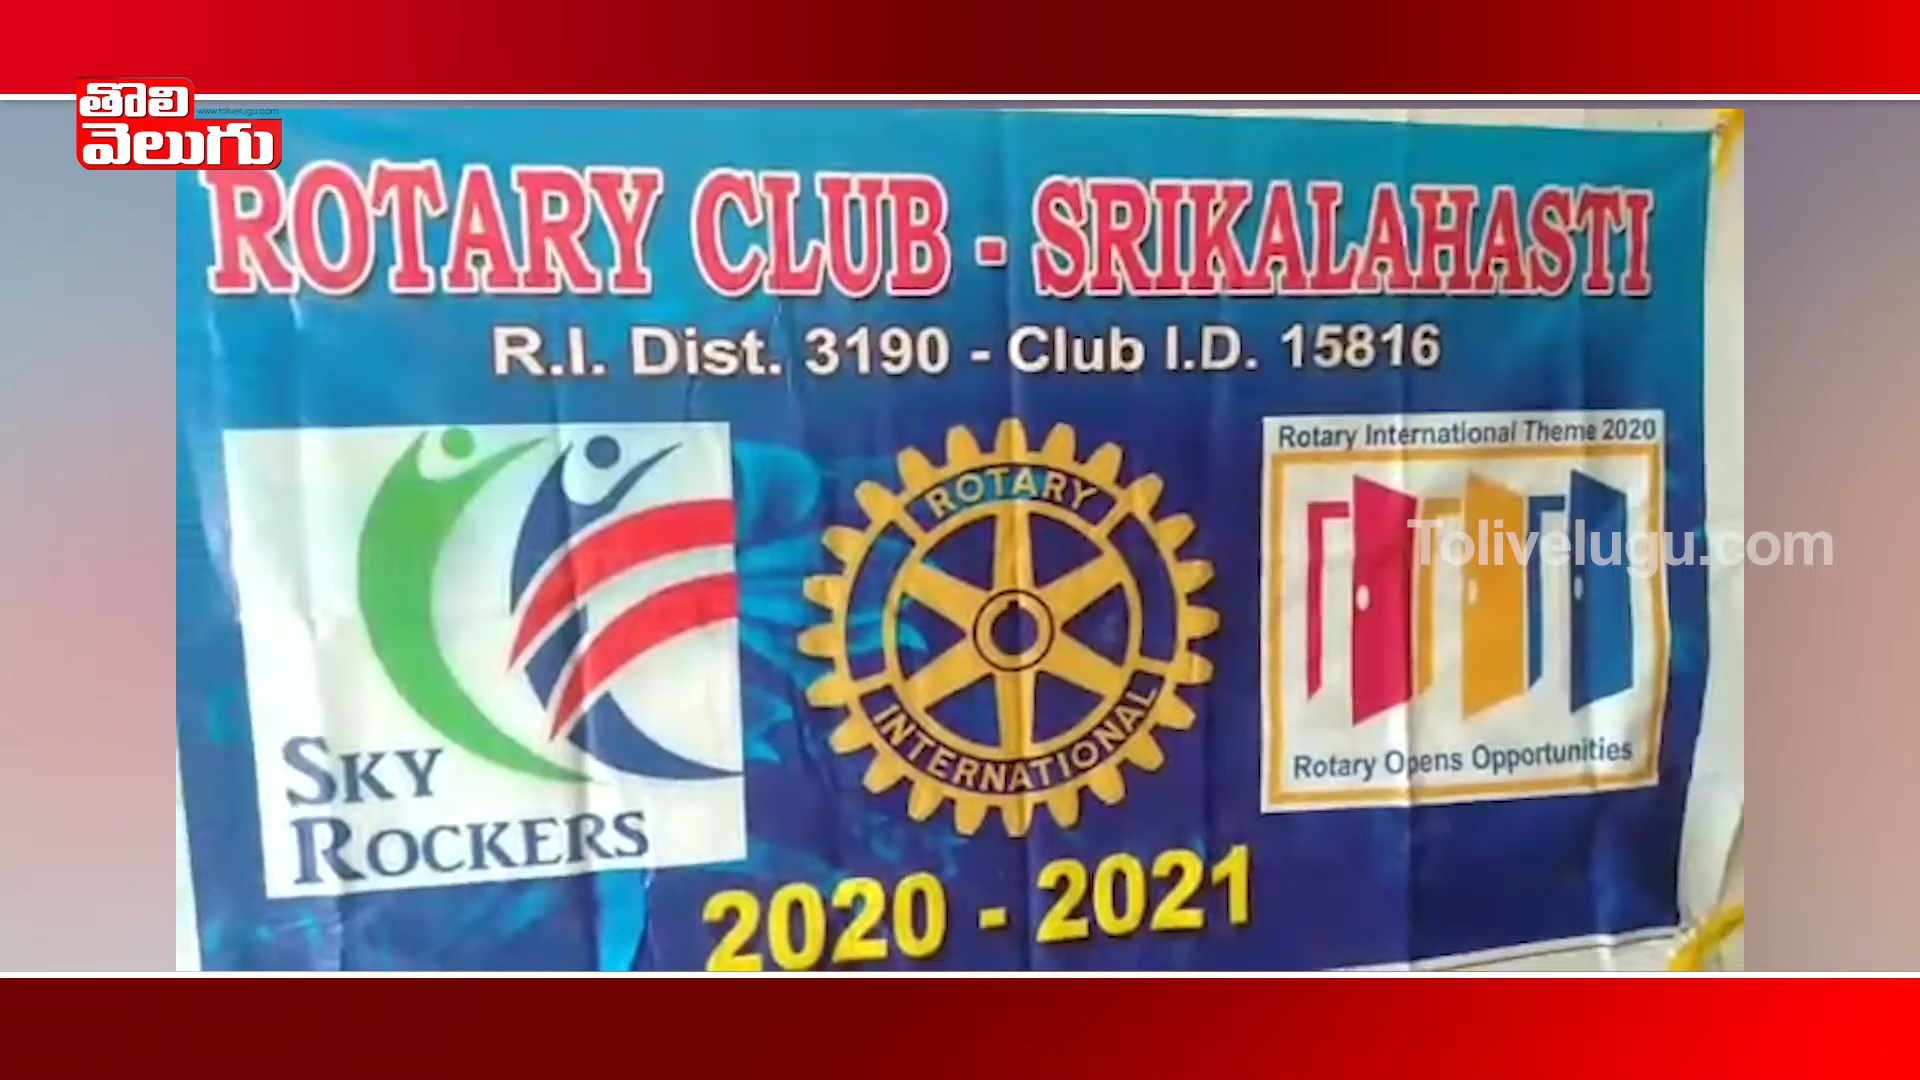 తొలి
www.tolivelugu.com
వెలుగు
ROTARY CLUB - SRIKALAHASTI
R.I. Dist. 3190 - Club I.D. 15816
Rotary International Theme 2020
ROTARY
INTERNATIONAL
Tolivelugu.com
Rotary Opens Opportunities
SKY
ROCKERS
2020 - 2021